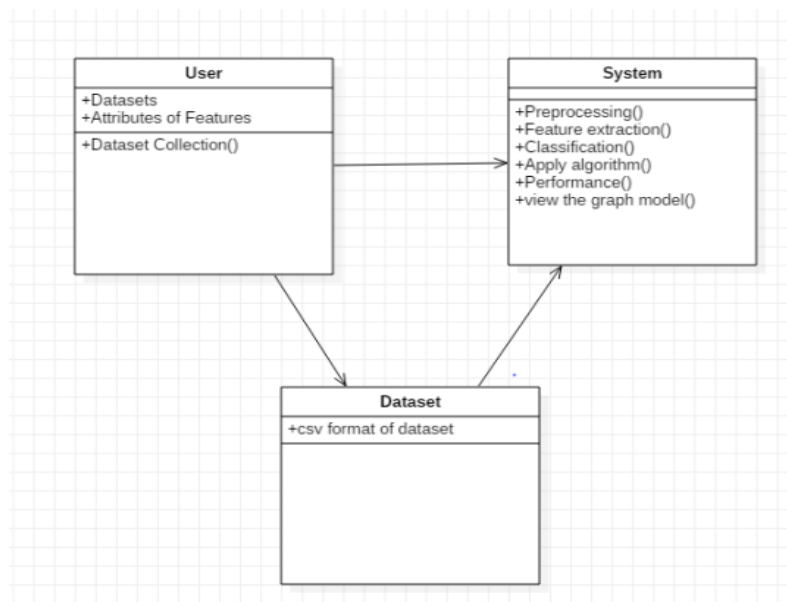 User
+Datasets
+Attributes of Features
+Dataset Collection()
System
+Preprocessing()
+Feature extraction()
+Classification()
+Apply algorithm()
+Performance()
+view the graph model()
Dataset
+csv format of dataset